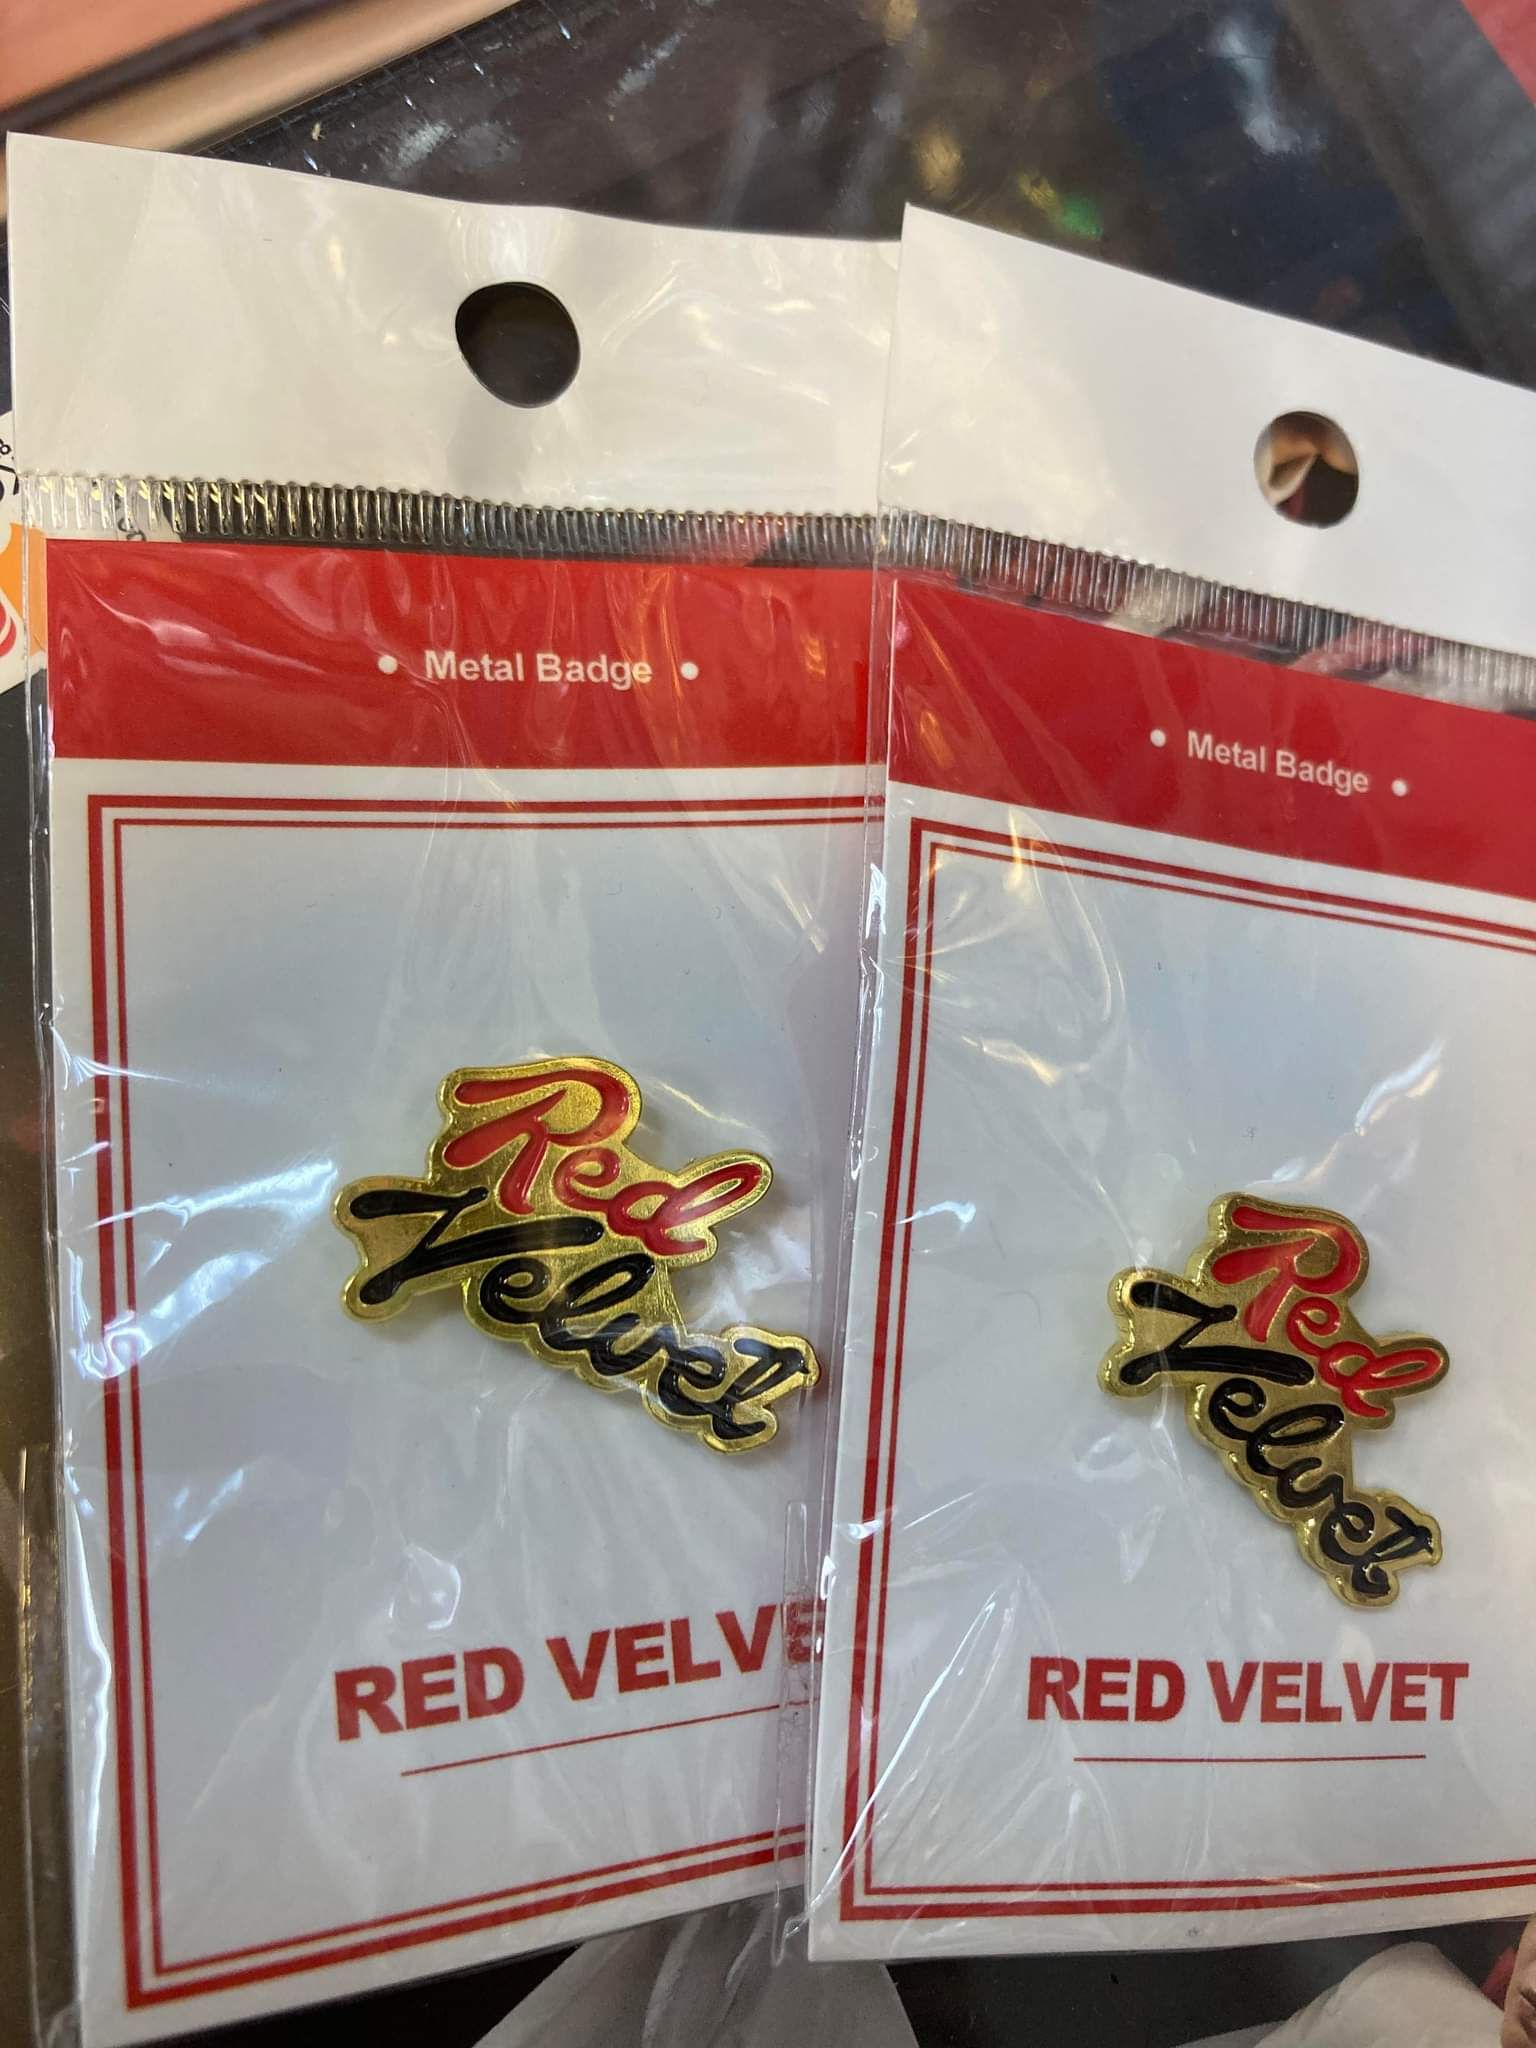 • Metal Badge •
Red
Velvet
RED VELVE
• Metal Badge •
Red
Velvet
RED VELVET